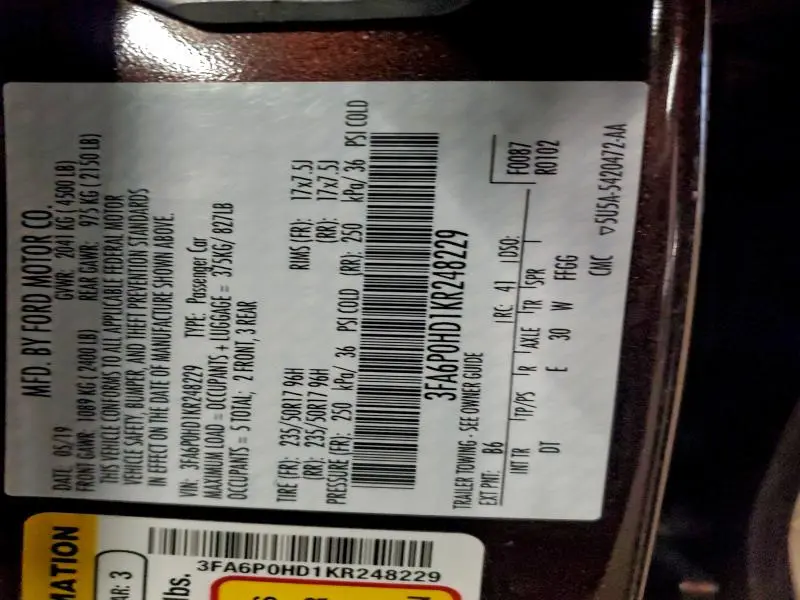 MFD. BY FORD MOTOR CO.
DATE 05/19 GVWR: 2041 KG (4500 LB)
FRONT GAWR: 1089 KG (2400 LB) REAR GAWR: 975 KG (2150 LB)
THIS VEHICLE CONFORMS TO ALL APPLICABLE FEDERAL MOTOR
VEHICLE SAFETY, BUMPER, AND THEFT PREVENTION STANDARDS
IN EFFECT ON THE DATE OF MANUFACTURE SHOWN ABOVE.
VIN: 3FA6P0HD1KR248229 TYPE: Passenger Car
MAXIMUM LOAD = OCCUPANTS + LUGGAGE = 375KG/ 827LB
OCCUPANTS = 5 TOTAL; 2 FRONT, 3 REAR
TIRE (FR): 235/50R17 96H RIMS (FR): 17x7.5J
(RR): 235/50R17 96H (RR): 17x7.5J
PRESSURE (FR): 250 kPa/ 36 PSI COLD (RR): 250 kPa/ 36 PSI COLD
3FA6P0HD1KR248229
TRAILER TOWING - SEE OWNER GUIDE
EXT PNT: B6 RC: 41 DSO: F0087
R0102
INT TR TP/PS R AXLE TR SPR
DT E 30 W FFGG
CMC ▽5U5A-5420472-AA
MATION
AR: 3
3FA6P0HD1KR248229
lbs.